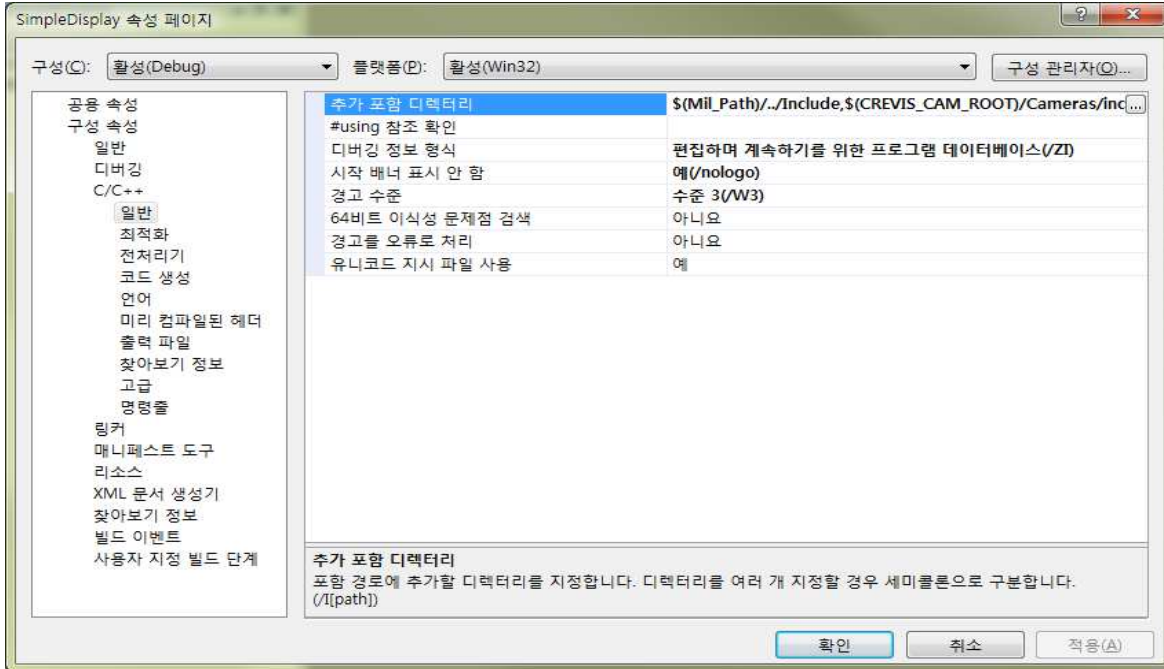 SimpleDisplay 속성 페이지
구성(C): 활성(Debug) 플랫폼(P): 활성(Win32) 구성 관리자(O)...
공용 속성
구성 속성
일반
디버깅
C/C++
일반
최적화
전처리기
코드 생성
언어
미리 컴파일된 헤더
출력 파일
찾아보기 정보
고급
명령줄
링커
매니페스트 도구
리소스
XML 문서 생성기
찾아보기 정보
빌드 이벤트
사용자 지정 빌드 단계
추가 포함 디렉터리 $(Mil_Path)/../Include,$(CREVIS_CAM_ROOT)/Cameras/inc ...
#using 참조 확인
디버깅 정보 형식 편집하며 계속하기를 위한 프로그램 데이터베이스(/ZI)
시작 배너 표시 안 함 예(/nologo)
경고 수준 수준 3(/W3)
64비트 이식성 문제점 검색 아니요
경고를 오류로 처리 아니요
유니코드 지시 파일 사용 예
추가 포함 디렉터리
포함 경로에 추가할 디렉터리를 지정합니다. 디렉터리를 여러 개 지정할 경우 세미콜론으로 구분합니다.
(/I[path])
확인 취소 적용(A)